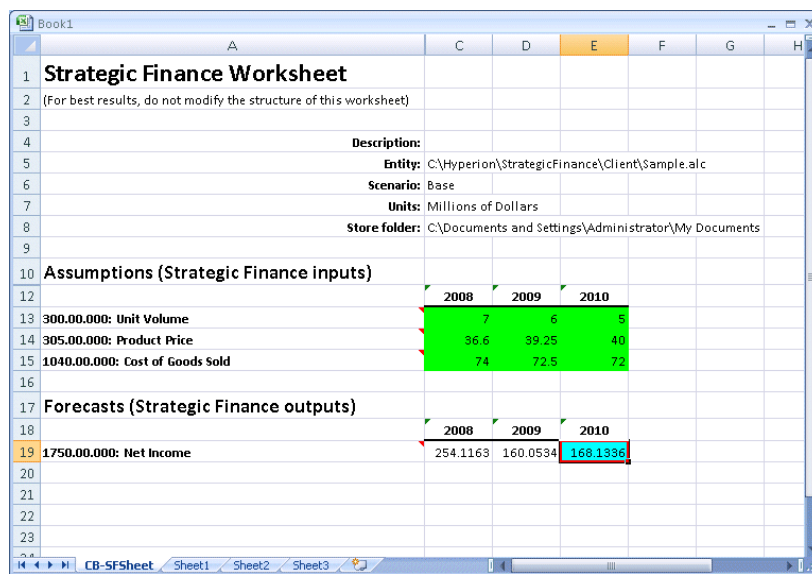 Book1
A C D E F G H
1 Strategic Finance Worksheet
2 (For best results, do not modify the structure of this worksheet)
3
4 Description:
5 Entity: C:\Hyperion\StrategicFinance\Client\Sample.alc
6 Scenario: Base
7 Units: Millions of Dollars
8 Store folder: C:\Documents and Settings\Administrator\My Documents
9
10 Assumptions (Strategic Finance inputs)
12 2008 2009 2010
13 300.00.000: Unit Volume 7 6 5
14 305.00.000: Product Price 36.6 39.25 40
15 1040.00.000: Cost of Goods Sold 74 72.5 72
16
17 Forecasts (Strategic Finance outputs)
18 2008 2009 2010
19 1750.00.000: Net Income 254.1163 160.0534 168.1336
20
21
22
23
CB-SFSheet Sheet1 Sheet2 Sheet3